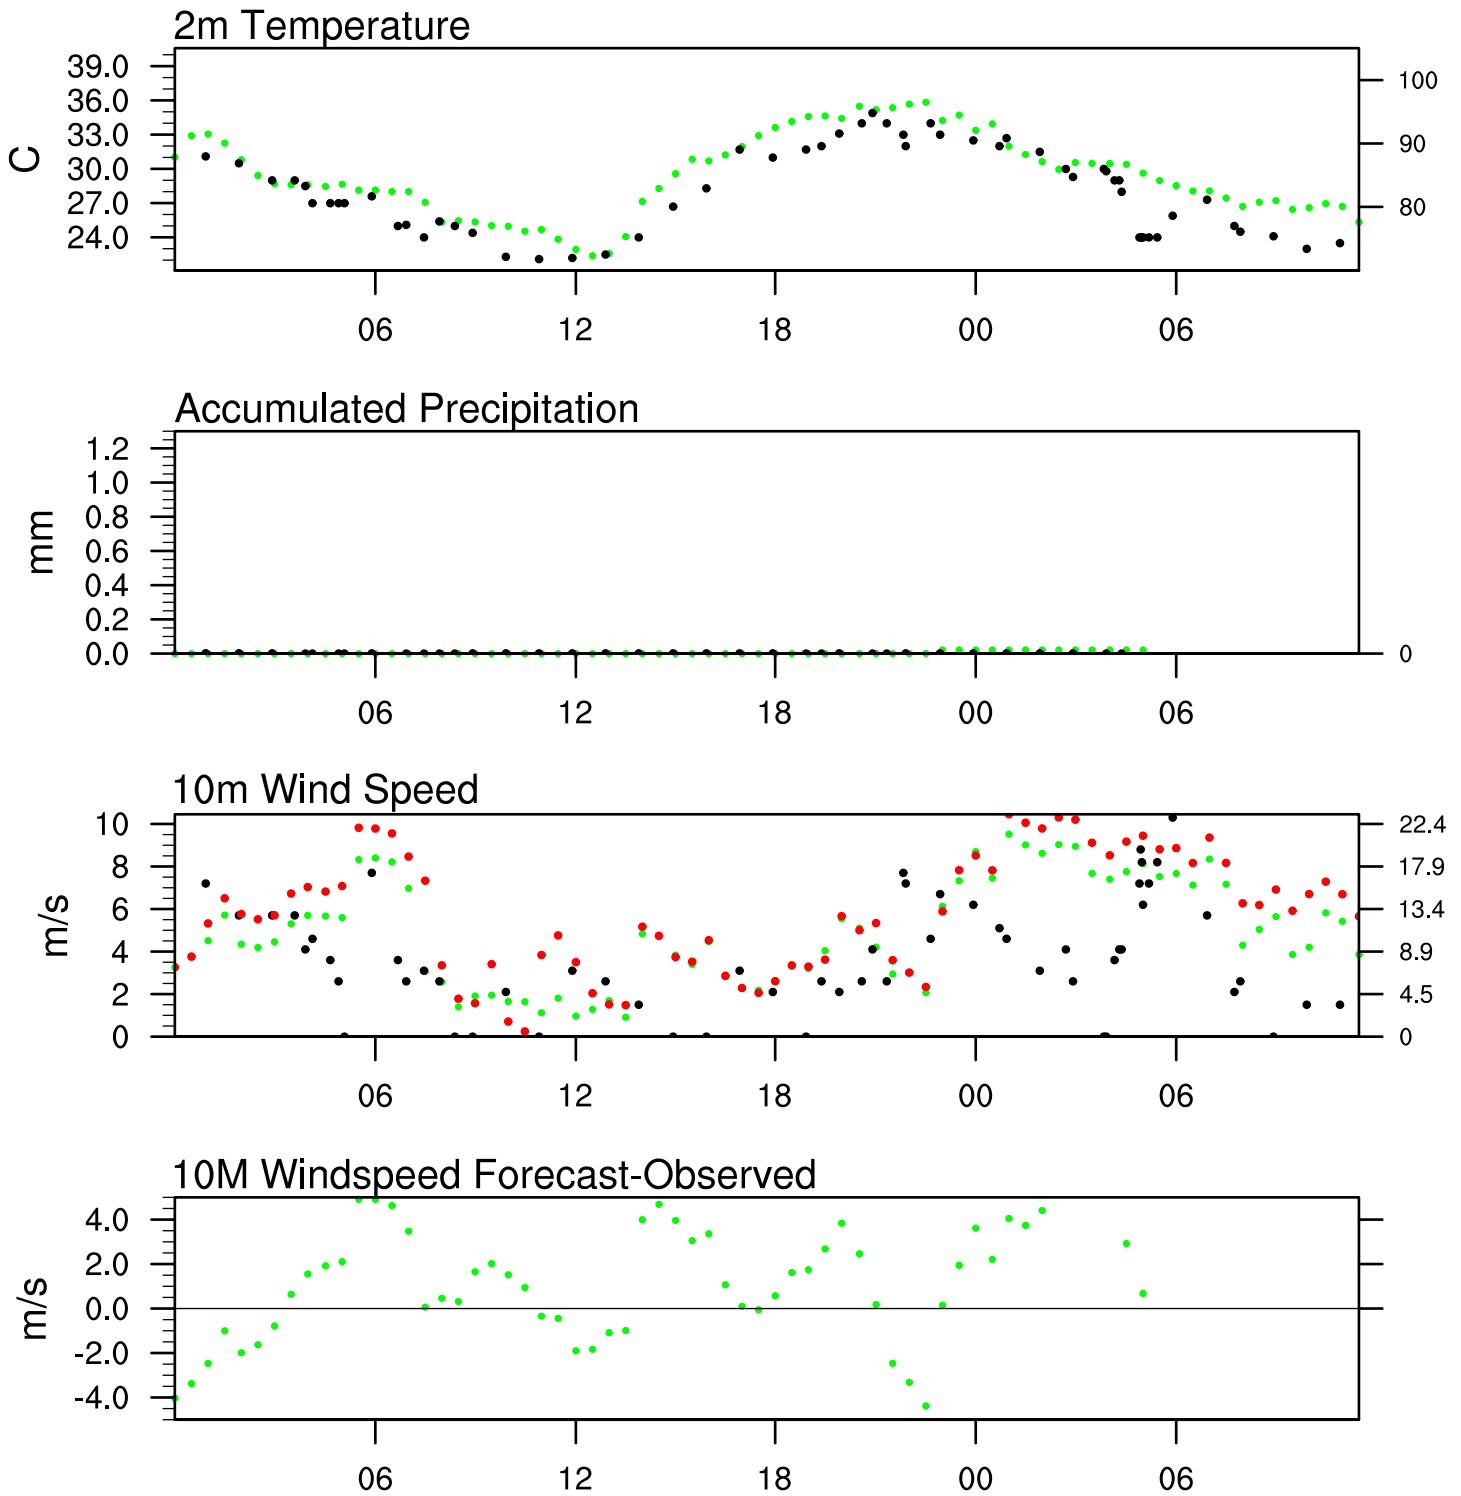 2m Temperature
39.0
36.0
33.0
30.0
27.0
24.0
C
100
90
80
06 12 18 00 06
Accumulated Precipitation
1.2
1.0
0.8
0.6
0.4
0.2
0.0
mm
0
06 12 18 00 06
10m Wind Speed
10
8
6
4
2
0
m/s
22.4
17.9
13.4
8.9
4.5
0
06 12 18 00 06
10M Windspeed Forecast-Observed
4.0
2.0
0.0
-2.0
-4.0
m/s
06 12 18 00 06